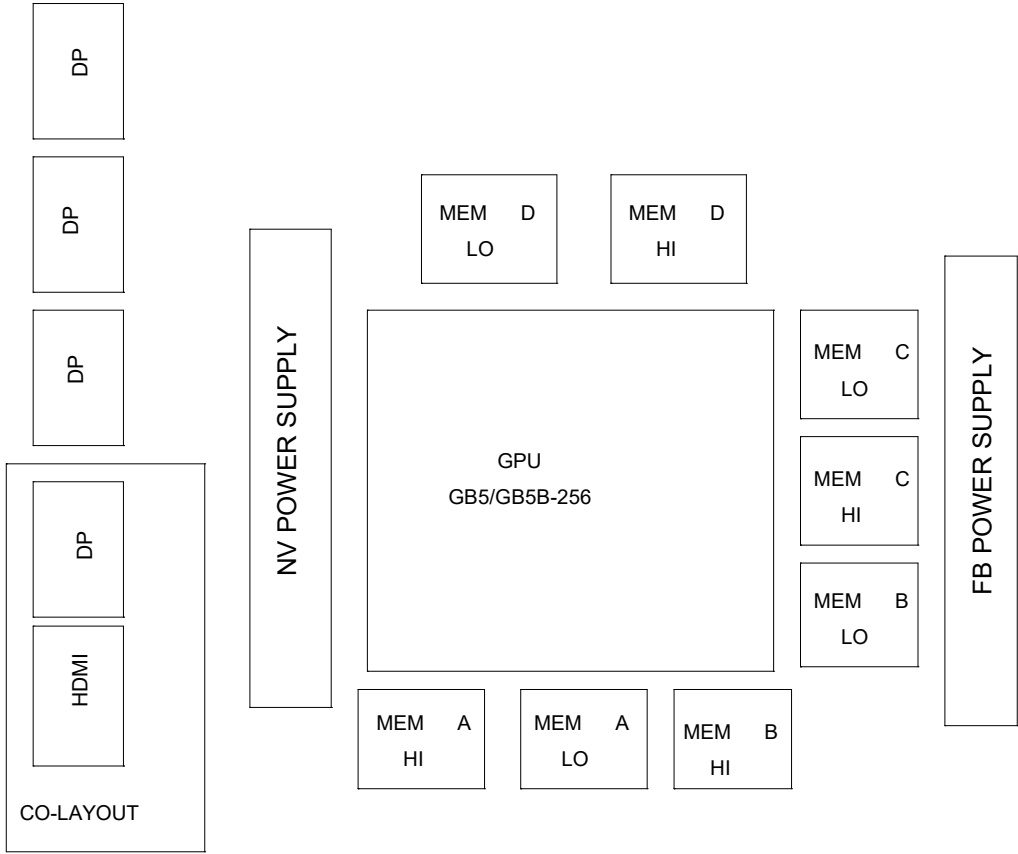 DP
DP
DP
DP
HDMI
CO-LAYOUT
NV POWER SUPPLY
MEM D
LO
MEM D
HI
GPU
GB5/GB5B-256
MEM C
LO
MEM C
HI
MEM B
LO
MEM A
HI
MEM A
LO
MEM B
HI
FB POWER SUPPLY